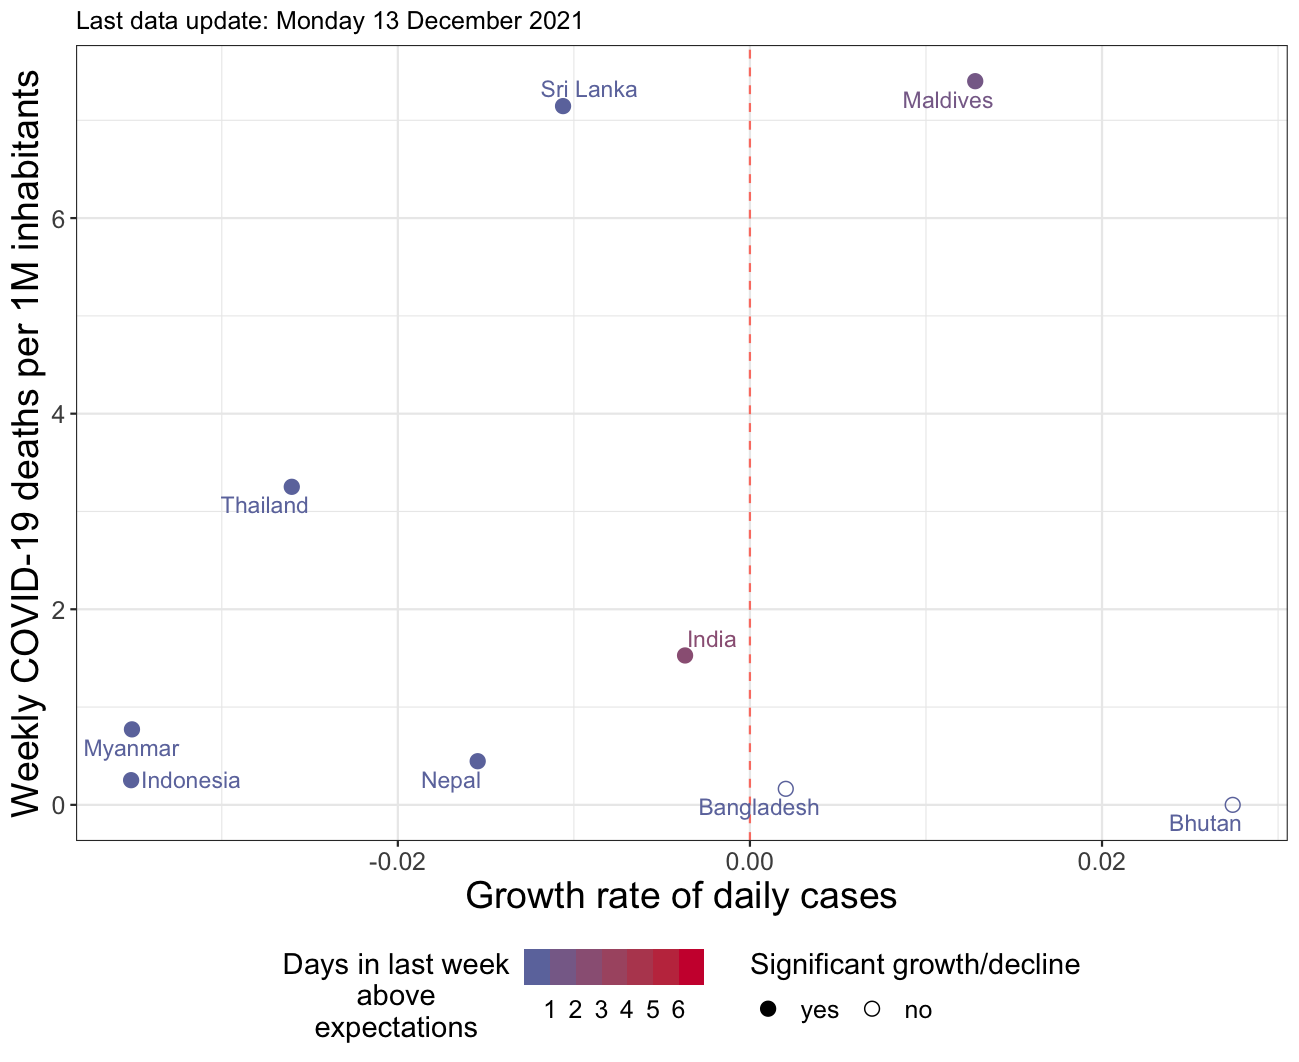 Last data update: Monday 13 December 2021
Weekly COVID-19 deaths per 1M inhabitants
Sri Lanka
Maldives
6
4
Thailand
2
India
Myanmar
Indonesia
Nepal
Bangladesh
Bhutan
0
-0.02 0.00 0.02
Growth rate of daily cases
Days in last week
above
expectations
1 2 3 4 5 6
Significant growth/decline
yes no